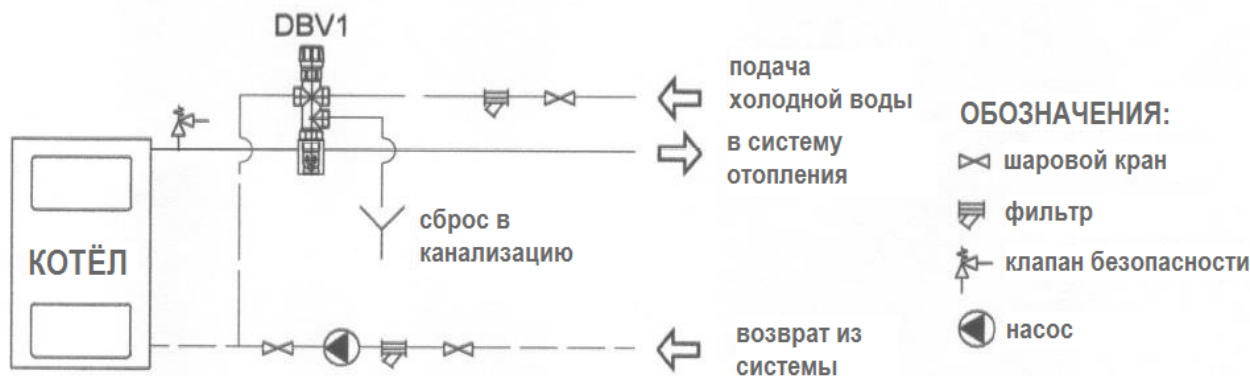 DBV1
подача
холодной воды
в систему
отопления
сброс в
канализацию
КОТЁЛ
возврат из
системы
ОБОЗНАЧЕНИЯ:
шаровой кран
фильтр
клапан безопасности
насос